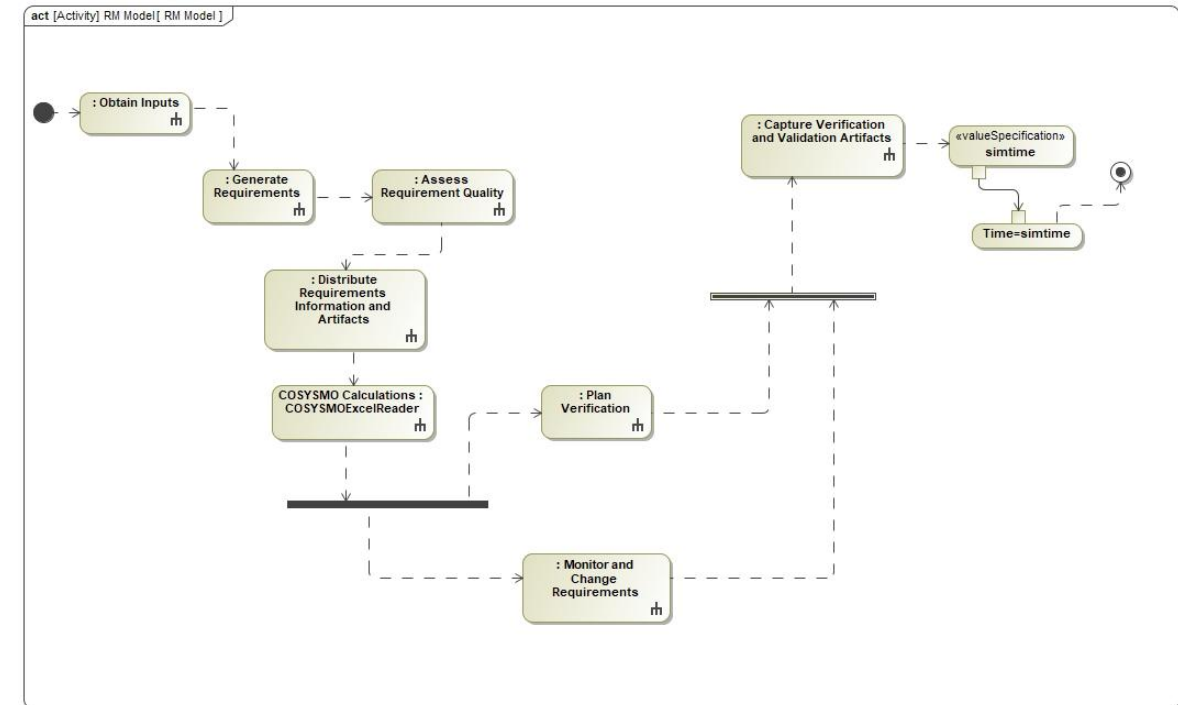 act [Activity] RM Model[ RM Model ]
: Obtain Inputs
: Generate
Requirements
: Assess
Requirement Quality
: Distribute
Requirements
Information and
Artifacts
COSYSMO Calculations :
COSYSMOExcelReader
: Plan
Verification
: Monitor and
Change
Requirements
: Capture Verification
and Validation Artifacts
«valueSpecification»
simtime
Time=simtime